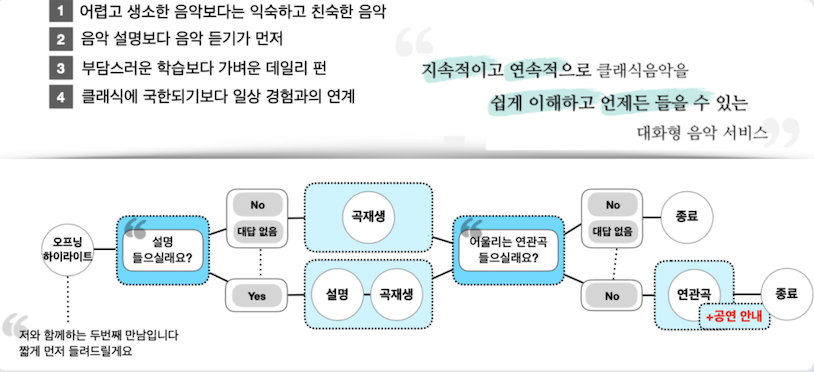 1 어렵고 생소한 음악보다는 익숙하고 친숙한 음악
2 음악 설명보다 음악 듣기가 먼저
3 부담스러운 학습보다 가벼운 데일리 펀
4 클래식에 국한되기보다 일상 경험과의 연계
“
지속적이고 연속적으로 클래식음악을
쉽게 이해하고 언제든 들을 수 있는
대화형 음악 서비스
”
오프닝
하이라이트
“
설명
들으실래요?
No
대답 없음
Yes
곡재생
설명
곡재생
“
어울리는 연관곡
들으실래요?
No
대답 없음
No
종료
연관곡
+공연 안내
종료
“
저와 함께하는 두번째 만남입니다
짧게 먼저 들려드릴게요